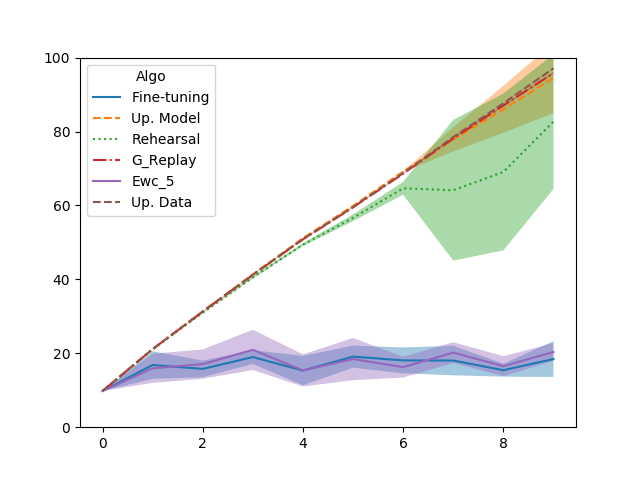 100
80
60
40
20
0
0 2 4 6 8
Algo
Fine-tuning
Up. Model
Rehearsal
G_Replay
Ewc_5
Up. Data